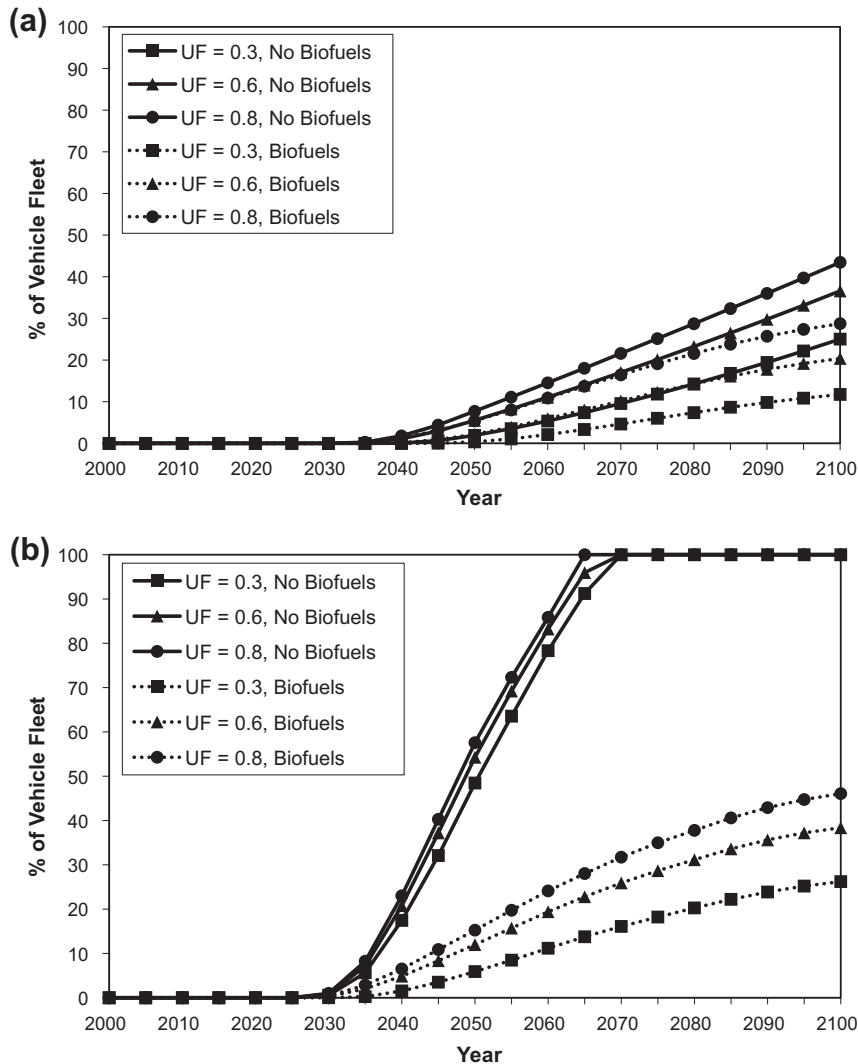 (a)
100
90
80
70
60
50
40
30
20
10
0
% of Vehicle Fleet
UF = 0.3, No Biofuels
UF = 0.6, No Biofuels
UF = 0.8, No Biofuels
UF = 0.3, Biofuels
UF = 0.6, Biofuels
UF = 0.8, Biofuels
2000 2010 2020 2030 2040 2050 2060 2070 2080 2090 2100
Year
(b)
100
90
80
70
60
50
40
30
20
10
0
% of Vehicle Fleet
UF = 0.3, No Biofuels
UF = 0.6, No Biofuels
UF = 0.8, No Biofuels
UF = 0.3, Biofuels
UF = 0.6, Biofuels
UF = 0.8, Biofuels
2000 2010 2020 2030 2040 2050 2060 2070 2080 2090 2100
Year